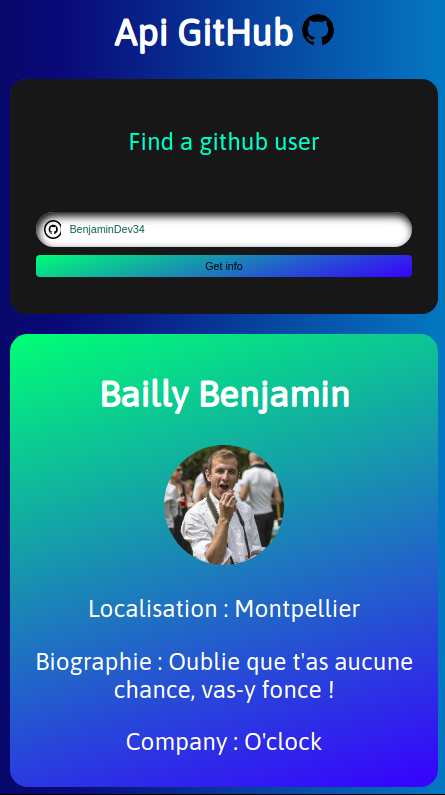 Api GitHub
Find a github user
BenjaminDev34
Get info
Bailly Benjamin
Localisation : Montpellier
Biographie : Oublie que t'as aucune
chance, vas-y fonce !
Company : O'clock